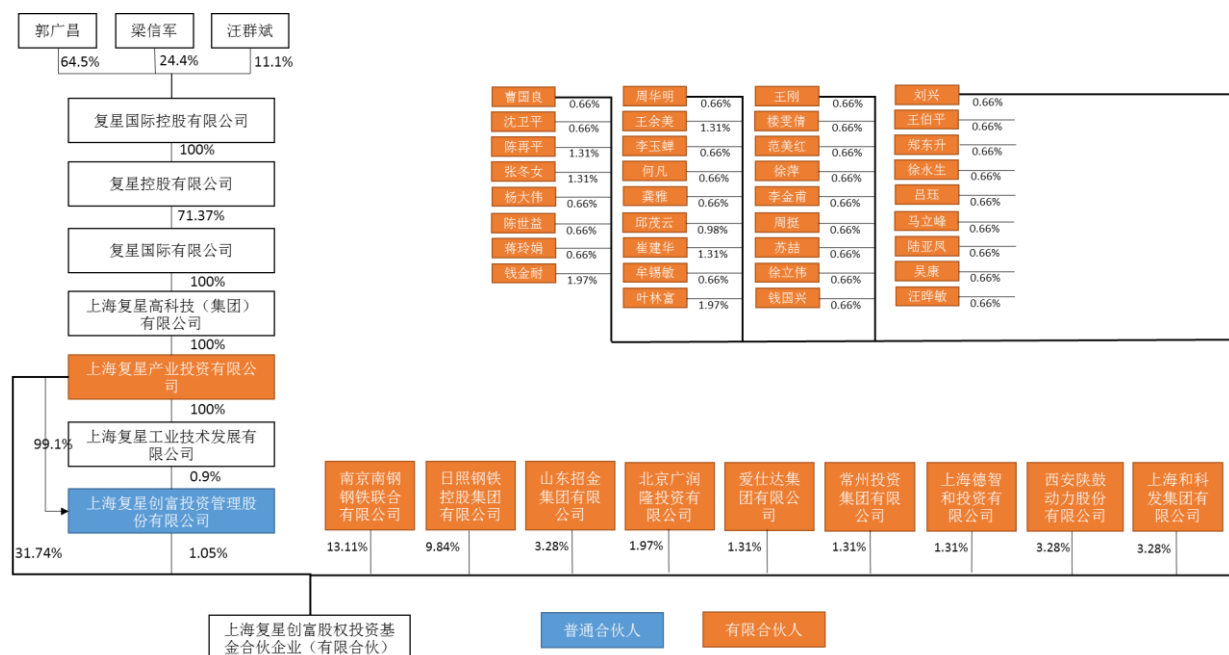 郭广昌
梁信军
汪群斌
64.5%
24.4%
11.1%
复星国际控股有限公司
100%
复星控股有限公司
71.37%
复星国际有限公司
100%
上海复星高科技（集团）
有限公司
100%
上海复星产业投资有限公
司
100%
99.1%
上海复星工业技术发展有
限公司
0.9%
上海复星创富投资管理股
份有限公司
31.74%
1.05%
曹国良
0.66%
沈卫平
0.66%
陈再平
1.31%
张冬女
1.31%
杨大伟
0.66%
陈世益
0.66%
蒋玲娟
0.66%
钱金耐
1.97%
周华明
0.66%
王余美
1.31%
李玉蝉
0.66%
何凡
0.66%
龚雅
0.66%
邱茂云
0.98%
崔建华
1.31%
牟锡敏
0.66%
叶林富
1.97%
王刚
0.66%
楼雯倩
0.66%
范美红
0.66%
徐萍
0.66%
李金甫
0.66%
周挺
0.66%
苏喆
0.66%
徐立伟
0.66%
钱国兴
0.66%
刘兴
0.66%
王伯平
0.66%
郑东升
0.66%
徐永生
0.66%
吕珏
0.66%
马立峰
0.66%
陆亚凤
0.66%
吴康
0.66%
汪晔敏
0.66%
南京南钢
钢铁联合
有限公司
13.11%
日照钢铁
控股集团
有限公司
9.84%
山东招金
集团有限
公司
3.28%
北京广润
隆投资有
限公司
1.97%
爱仕达集
团有限公
司
1.31%
常州投资
集团有限
公司
1.31%
上海德智
和投资有
限公司
1.31%
西安陕鼓
动力股份
有限公司
3.28%
上海和科
发集团有
限公司
3.28%
上海复星创富股权投资基
金合伙企业（有限合伙）
普通合伙人
有限合伙人